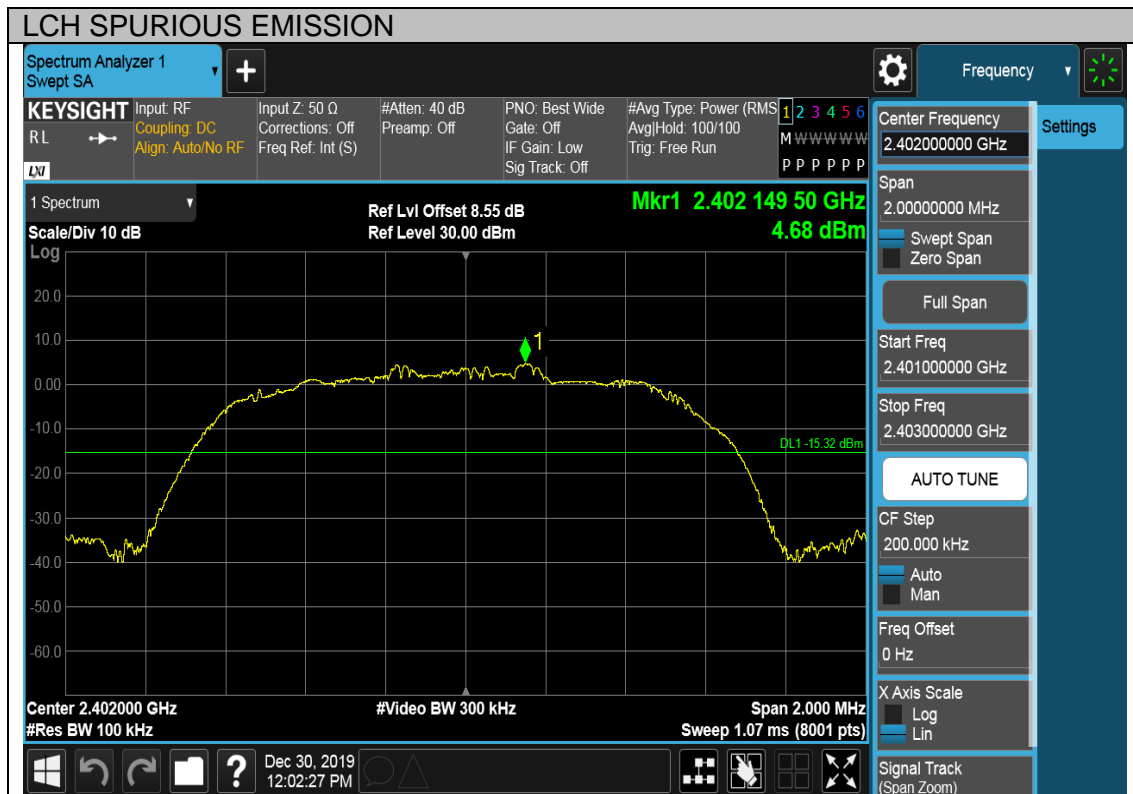 LCH SPURIOUS EMISSION
Spectrum Analyzer 1
Swept SA
Frequency
KEYSIGHT
R L
LXI
Input: RF
Coupling: DC
Align: Auto/No RF
Input Z: 50 Ω
Corrections: Off
Freq Ref: Int (S)
#Atten: 40 dB
Preamp: Off
PNO: Best Wide
Gate: Off
IF Gain: Low
Sig Track: Off
#Avg Type: Power (RMS
Avg|Hold: 100/100
Trig: Free Run
1 2 3 4 5 6
M W W W W W
P P P P P P
1 Spectrum
Scale/Div 10 dB
Log
Ref Lvl Offset 8.55 dB
Ref Level 30.00 dBm
Mkr1 2.402 149 50 GHz
4.68 dBm
20.0
10.0
0.00
-10.0
-20.0
-30.0
-40.0
-50.0
-60.0
1
DL1 -15.32 dBm
Center 2.402000 GHz
#Res BW 100 kHz
#Video BW 300 kHz
Span 2.000 MHz
Sweep 1.07 ms (8001 pts)
Dec 30, 2019
12:02:27 PM
Center Frequency
2.402000000 GHz
Settings
Span
2.00000000 MHz
Swept Span
Zero Span
Full Span
Start Freq
2.401000000 GHz
Stop Freq
2.403000000 GHz
AUTO TUNE
CF Step
200.000 kHz
Auto
Man
Freq Offset
0 Hz
X Axis Scale
Log
Lin
Signal Track
(Span Zoom)